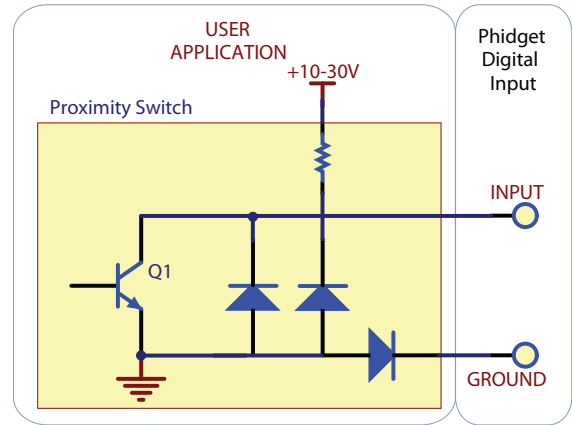 USER
APPLICATION
+10-30V
Phidget
Digital
Input
Proximity Switch
INPUT
Q1
GROUND